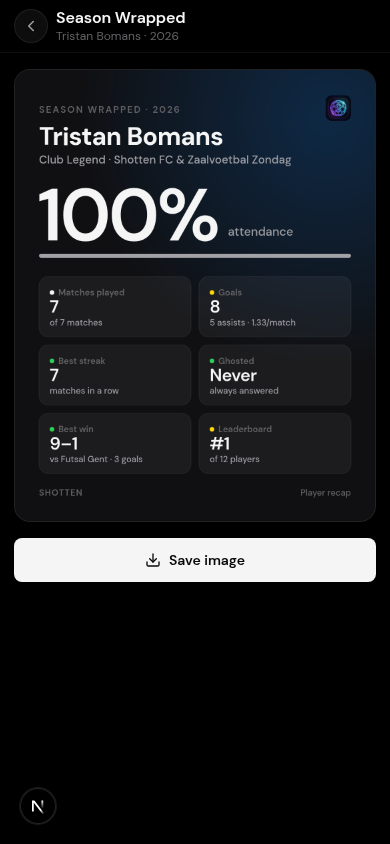 Season Wrapped
Tristan Bomans · 2026
SEASON WRAPPED · 2026
Tristan Bomans
Club Legend · Shotten FC & Zaalvoetbal Zondag
100% attendance
Matches played
7
of 7 matches
Goals
8
5 assists · 1.33/match
Best streak
7
matches in a row
Ghosted
Never
always answered
Best win
9–1
vs Futsal Gent · 3 goals
Leaderboard
#1
of 12 players
SHOTTEN
Player recap
Save image
N